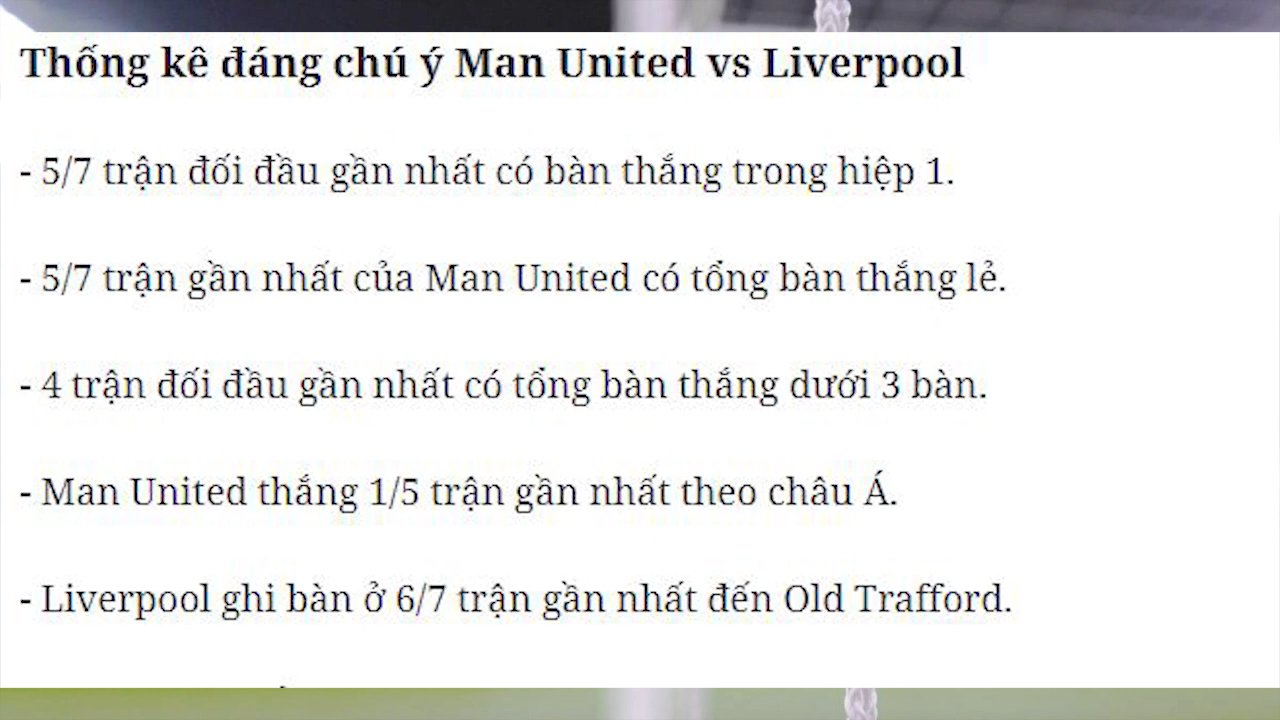 Thống kê đáng chú ý Man United vs Liverpool
- 5/7 trận đối đầu gần nhất có bàn thắng trong hiệp 1.
- 5/7 trận gần nhất của Man United có tổng bàn thắng lẻ.
- 4 trận đối đầu gần nhất có tổng bàn thắng dưới 3 bàn.
- Man United thắng 1/5 trận gần nhất theo châu Á.
- Liverpool ghi bàn ở 6/7 trận gần nhất đến Old Trafford.